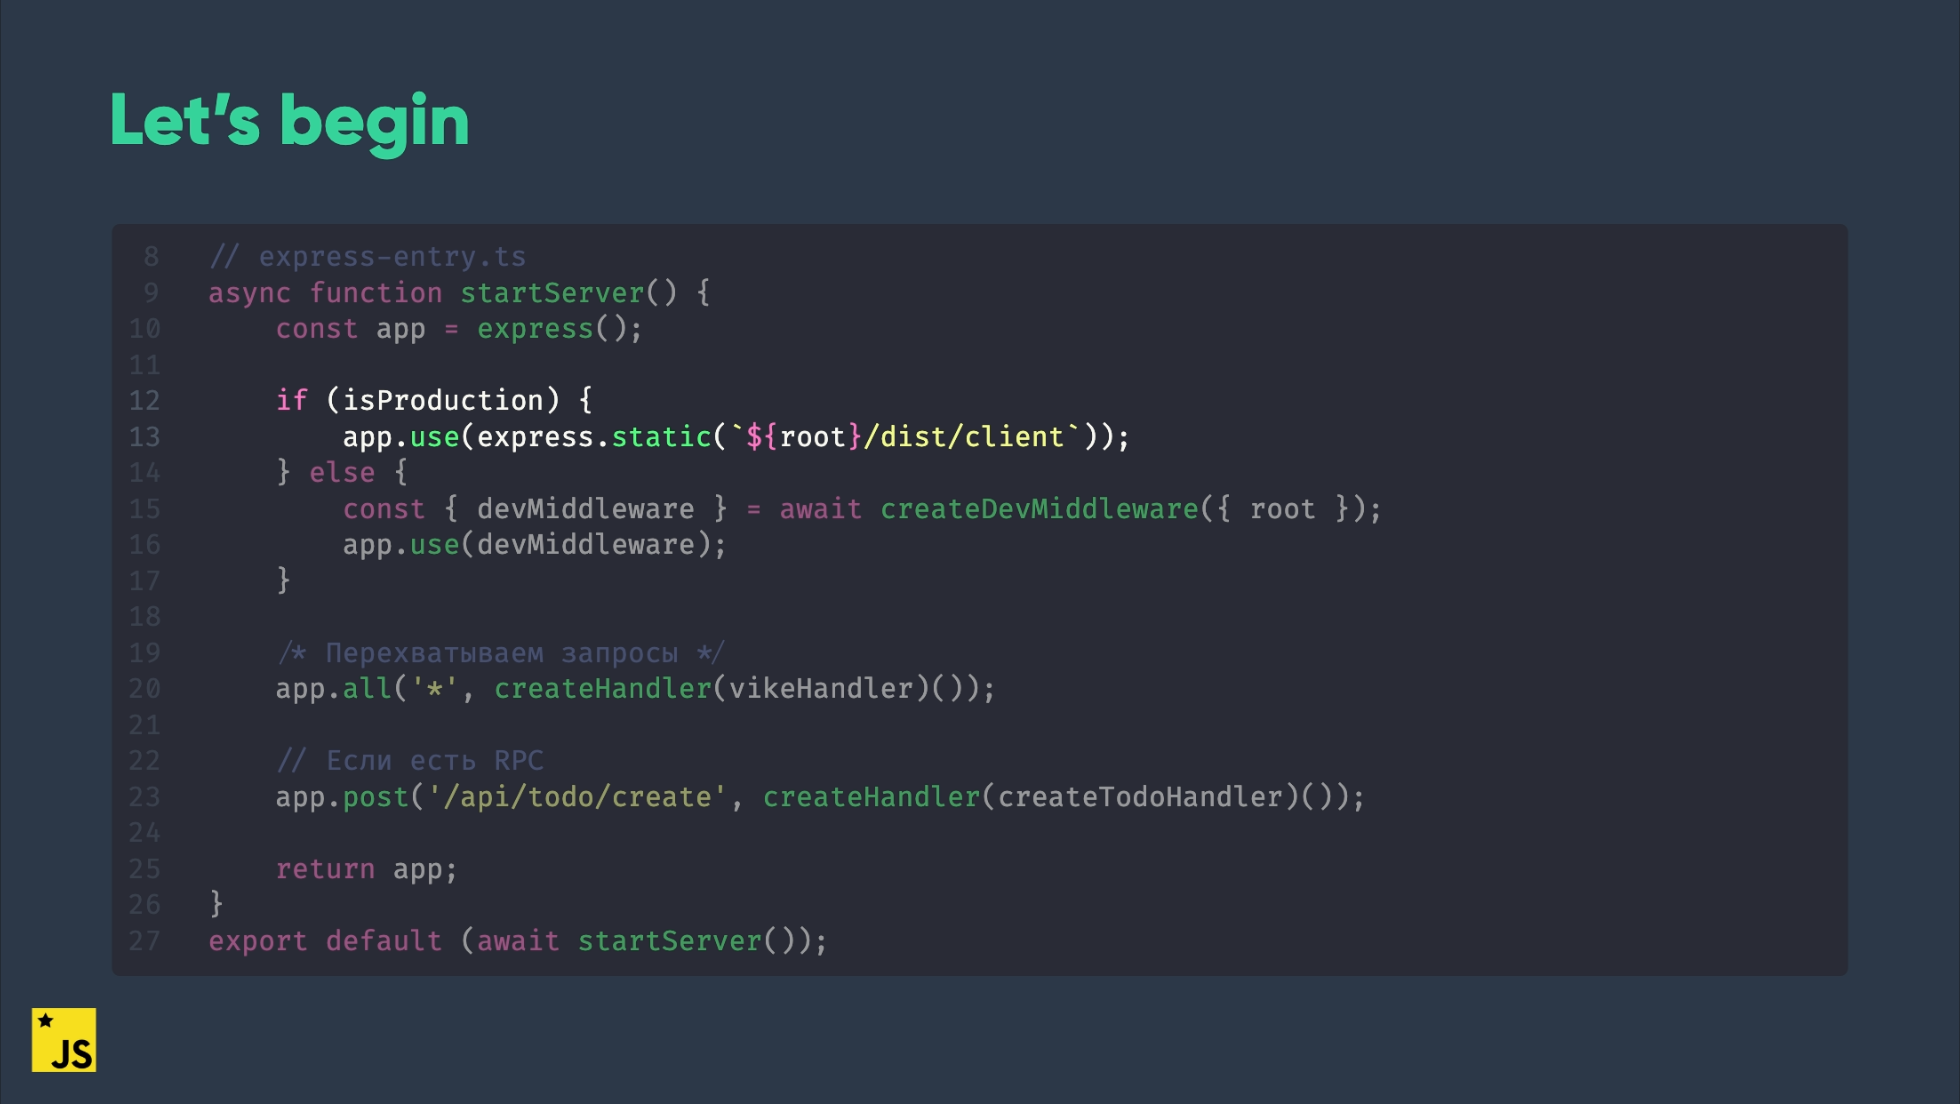 Let’s begin
8 // express-entry.ts
9 async function startServer() {
10 const app = express();
11
12 if (isProduction) {
13 app.use(express.static(`${root}/dist/client`));
14 } else {
15 const { devMiddleware } = await createDevMiddleware({ root });
16 app.use(devMiddleware);
17 }
18
19 /* Перехватываем запросы */
20 app.all('*', createHandler(vikeHandler)());
21
22 // Если есть RPC
23 app.post('/api/todo/create', createHandler(createTodoHandler)());
24
25 return app;
26 }
27 export default (await startServer());
JS